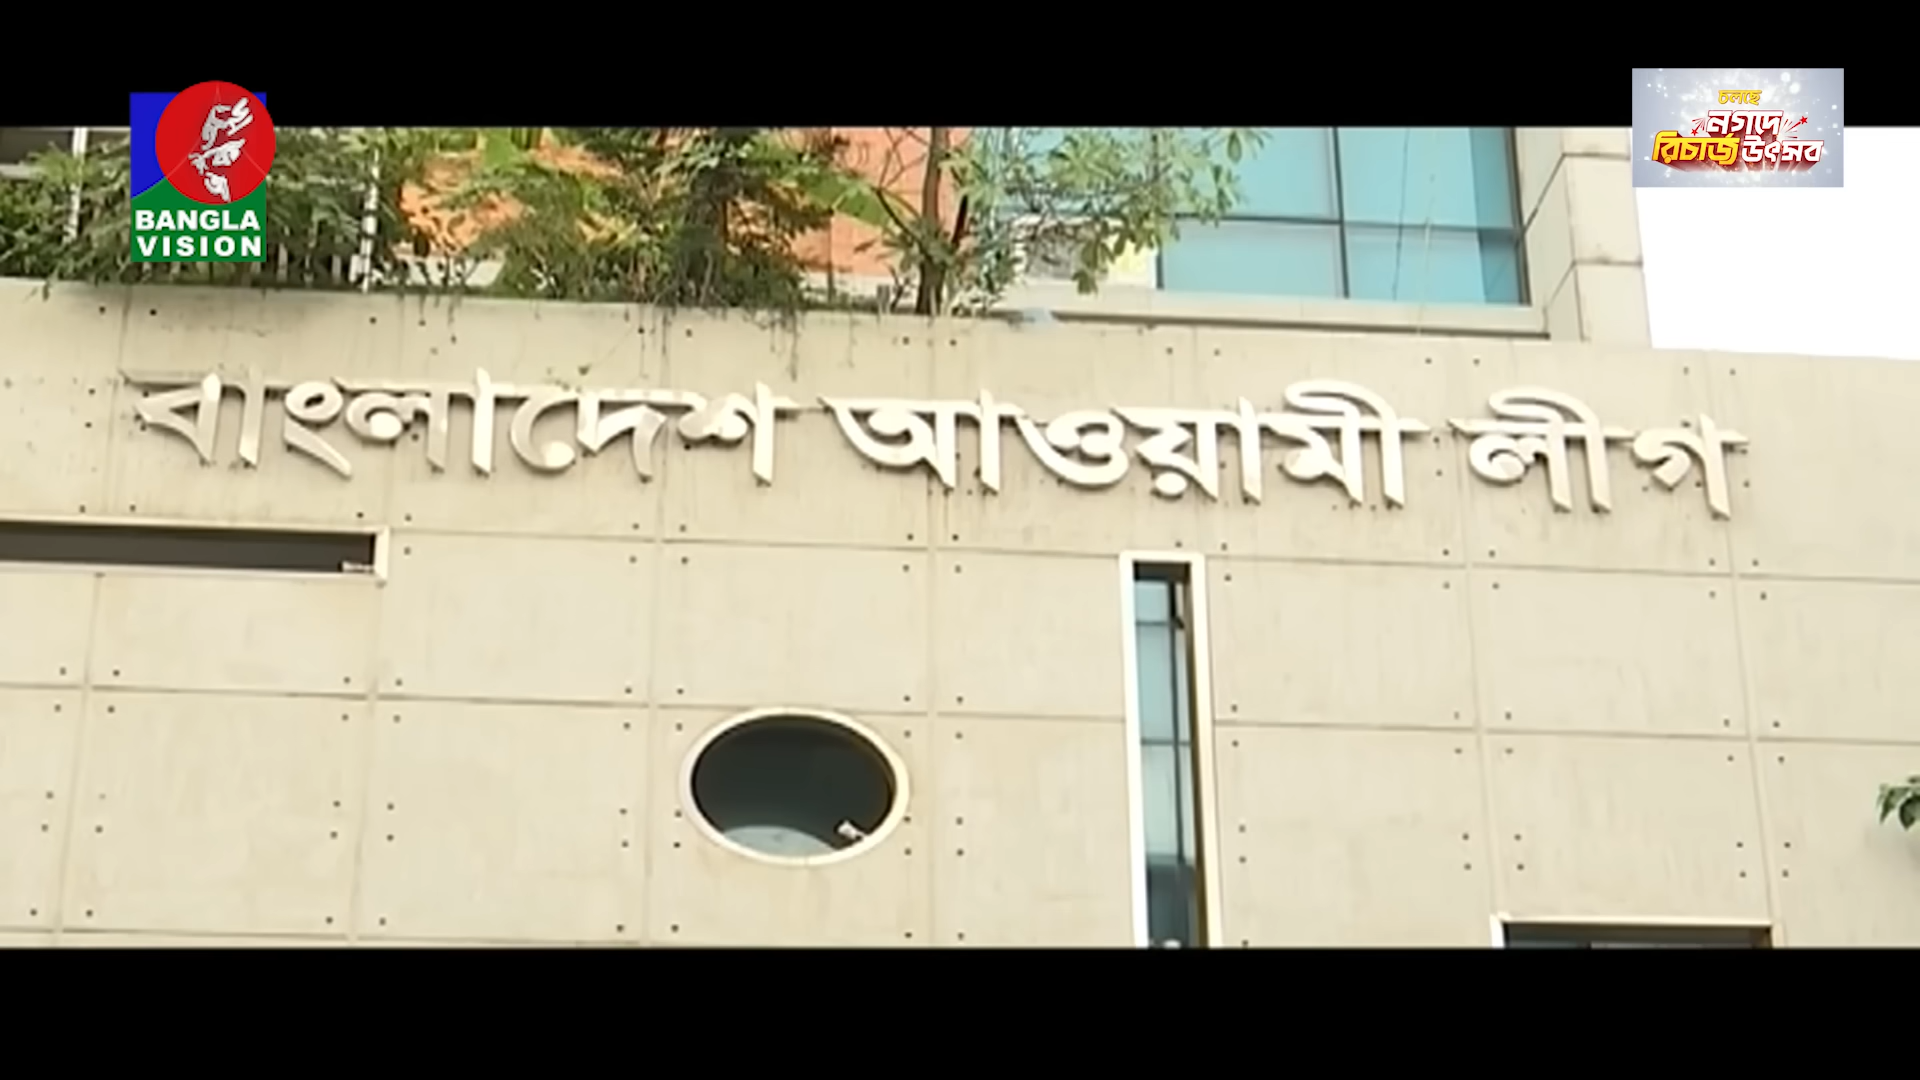 BANGLA
VISION
চলছে
নগদে
রিচার্জ উৎসব
বাংলাদেশ আওয়ামী লীগ